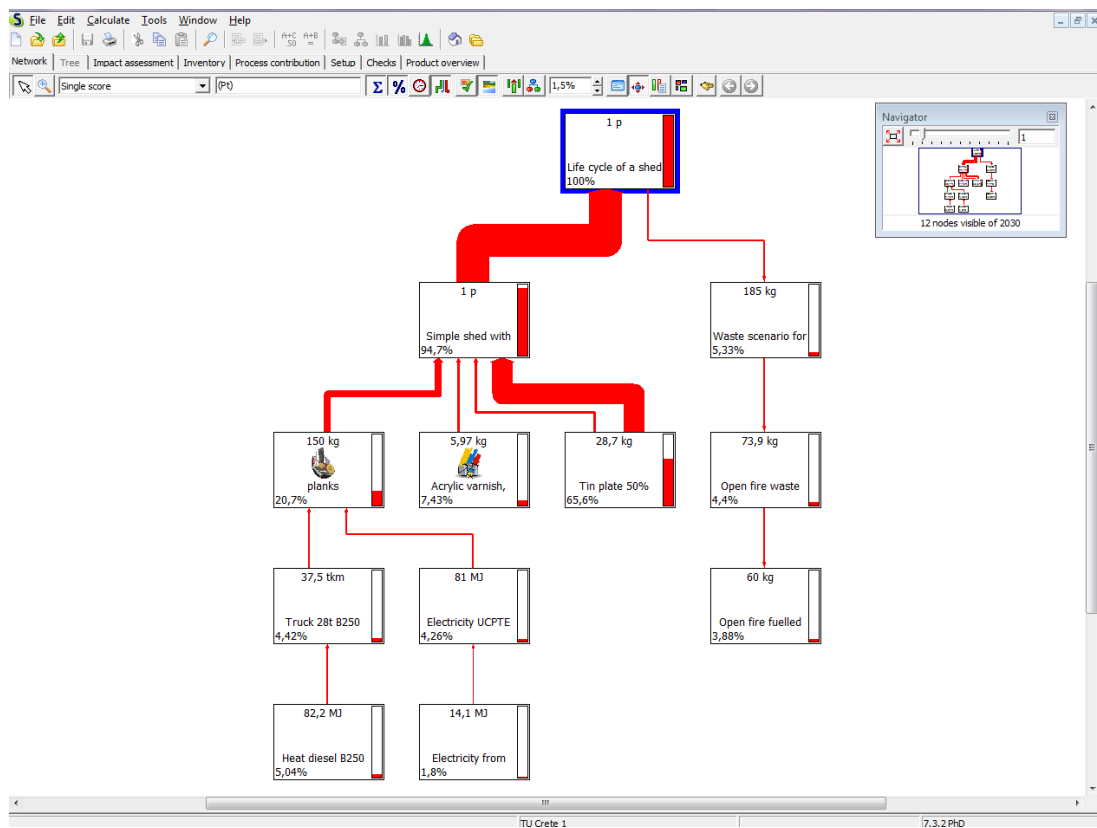 File Edit Calculate Tools Window Help
A+C A+B
50 =
Network Tree Impact assessment Inventory Process contribution Setup Checks Product overview
Single score (Pt) Σ % 1,5%
Navigator
1
12 nodes visible of 2030
1 p
Life cycle of a shed
100%
1 p
Simple shed with
94,7%
185 kg
Waste scenario for
5,33%
150 kg
planks
20,7%
5,97 kg
Acrylic varnish,
7,43%
28,7 kg
Tin plate 50%
65,6%
73,9 kg
Open fire waste
4,4%
37,5 tkm
Truck 28t B250
4,42%
81 MJ
Electricity UCPTE
4,26%
60 kg
Open fire fuelled
3,88%
82,2 MJ
Heat diesel B250
5,04%
14,1 MJ
Electricity from
1,8%
TU Crete 1 7.3.2 PhD